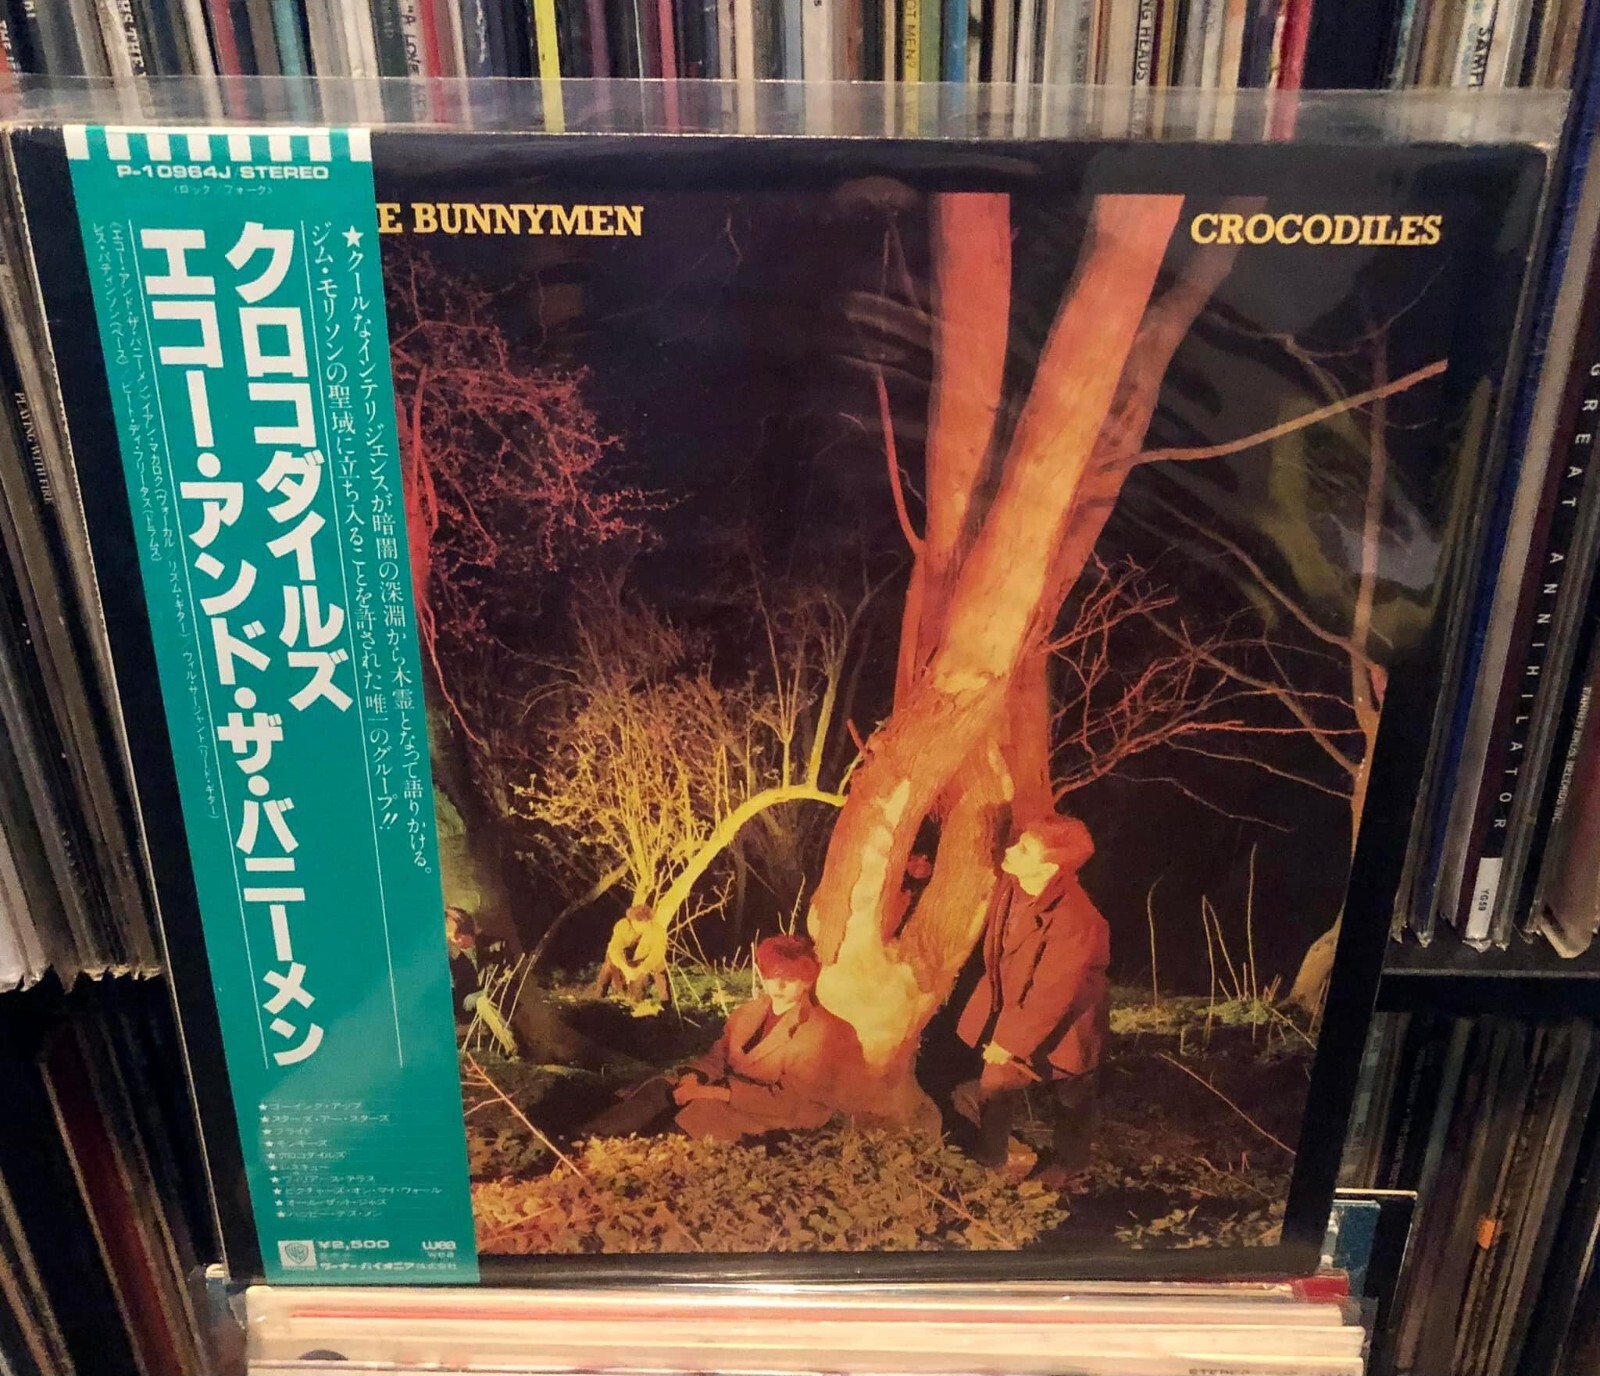 P-10964J/STEREO
(ロック/フォーク)
★クールなインテリジェンスが暗闇の深淵から木霊となって語りかける。
ジム・モリソンの聖域に立ち入ることを許された唯一のグループ!!
クロコダイルズ
エコー・アンド・ザ・バニーメン
(エコー・アンド・ザ・バニーメン)イアン・マカロク(ヴォーカル/リズム・ギター) ウィル・サージャント(リード・ギター)
レス・パティンソン(ベース) ピート・ディ・フリータス(ドラムス)
★ゴーイング・アップ
★スターズ・アー・スターズ
★プライド
★モンキーズ
★クロコダイルズ
★レスキュー
★ヴィリアーズ・テラス
★ピクチャーズ・オン・マイ・ウォール
★オール・ザット・ジャズ
★ハッピー・デス・メン
¥2,500
wea
ワーナー・パイオニア株式会社
E BUNNYMEN
CROCODILES
PLAYING WITH FIRE
GREAT ANNIHILATOR
YG59